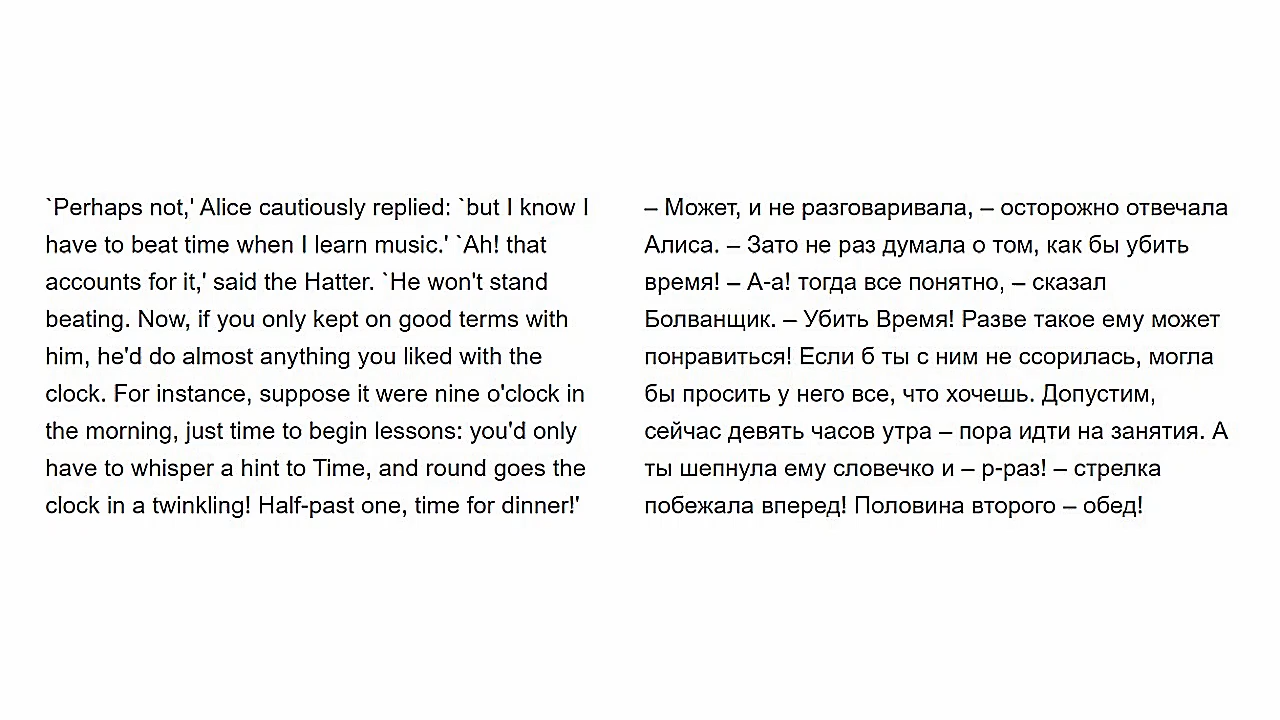 `Perhaps not,' Alice cautiously replied: `but I know I
have to beat time when I learn music.' `Ah! that
accounts for it,' said the Hatter. `He won't stand
beating. Now, if you only kept on good terms with
him, he'd do almost anything you liked with the
clock. For instance, suppose it were nine o'clock in
the morning, just time to begin lessons: you'd only
have to whisper a hint to Time, and round goes the
clock in a twinkling! Half-past one, time for dinner!'
– Может, и не разговаривала, – осторожно отвечала
Алиса. – Зато не раз думала о том, как бы убить
время! – А-а! тогда все понятно, – сказал
Болванщик. – Убить Время! Разве такое ему может
понравиться! Если б ты с ним не ссорилась, могла
бы просить у него все, что хочешь. Допустим,
сейчас девять часов утра – пора идти на занятия. А
ты шепнула ему словечко и – р-раз! – стрелка
побежала вперед! Половина второго – обед!